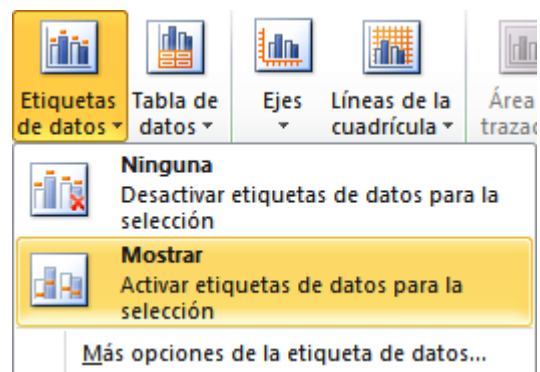 Etiquetas de datos
Tabla de datos
Ejes
Líneas de la cuadrícula
Área
Ninguna
Desactivar etiquetas de datos para la
selección
Mostrar
Activar etiquetas de datos para la
selección
Más opciones de la etiqueta de datos...